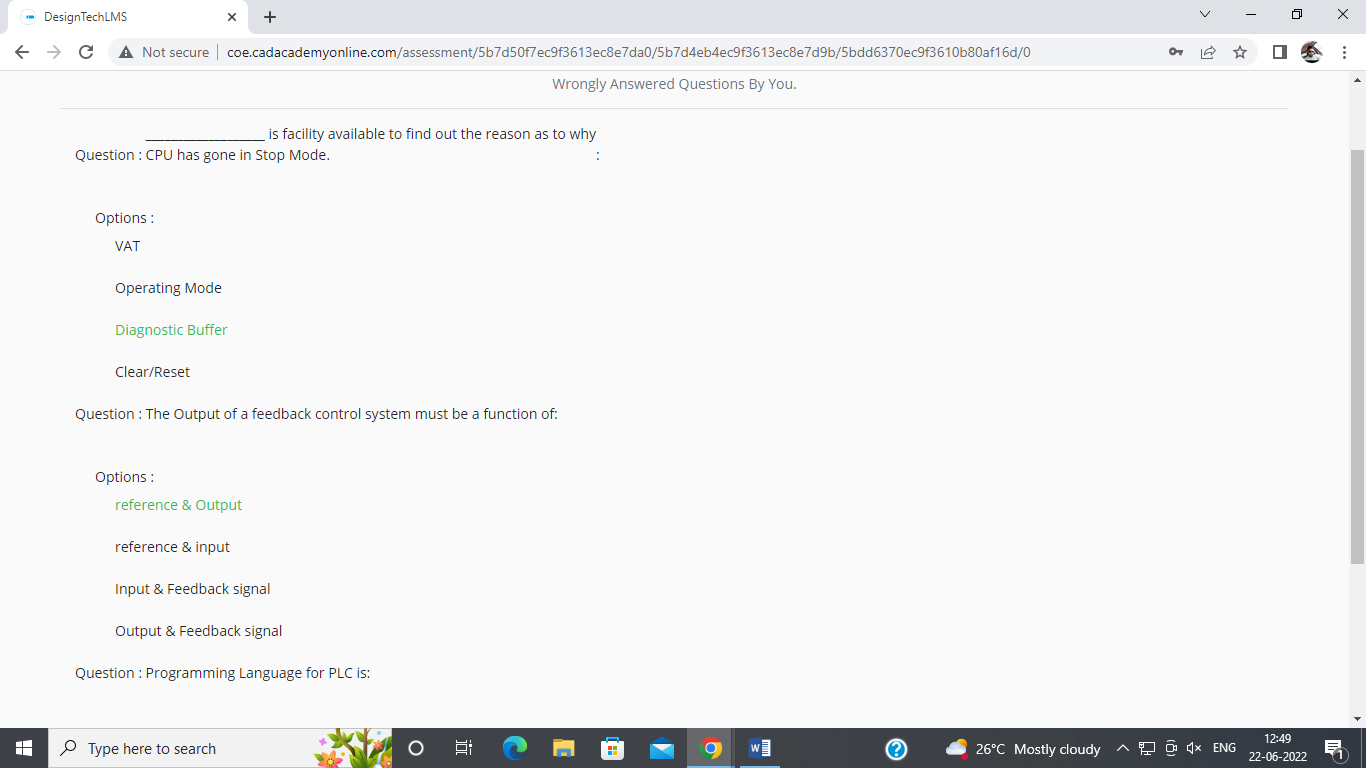 DesignTechLMS
Not secure
coe.cadacademyonline.com/assessment/5b7d50f7ec9f3613ec8e7da0/5b7d4eb4ec9f3613ec8e7d9b/5bdd6370ec9f3610b80af16d/0
Wrongly Answered Questions By You.
___________________ is facility available to find out the reason as to why
Question : CPU has gone in Stop Mode. :
Options :
VAT
Operating Mode
Diagnostic Buffer
Clear/Reset
Question : The Output of a feedback control system must be a function of:
Options :
reference & Output
reference & input
Input & Feedback signal
Output & Feedback signal
Question : Programming Language for PLC is:
Type here to search
26°C Mostly cloudy
ENG
12:49
22-06-2022
1